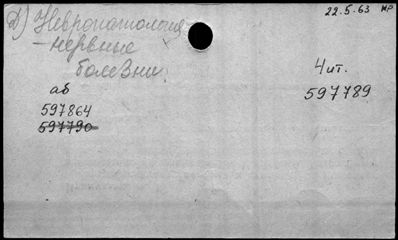 22.5.63 МР
д) Невропатология
- нервные
болезни
Чит.
аб
597789
597864
597790